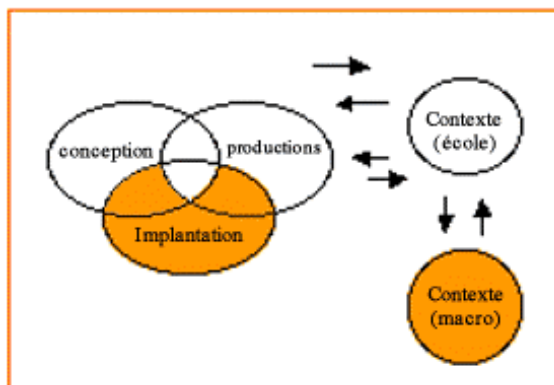 conception
productions
Implantation
Contexte
(école)
Contexte
(macro)